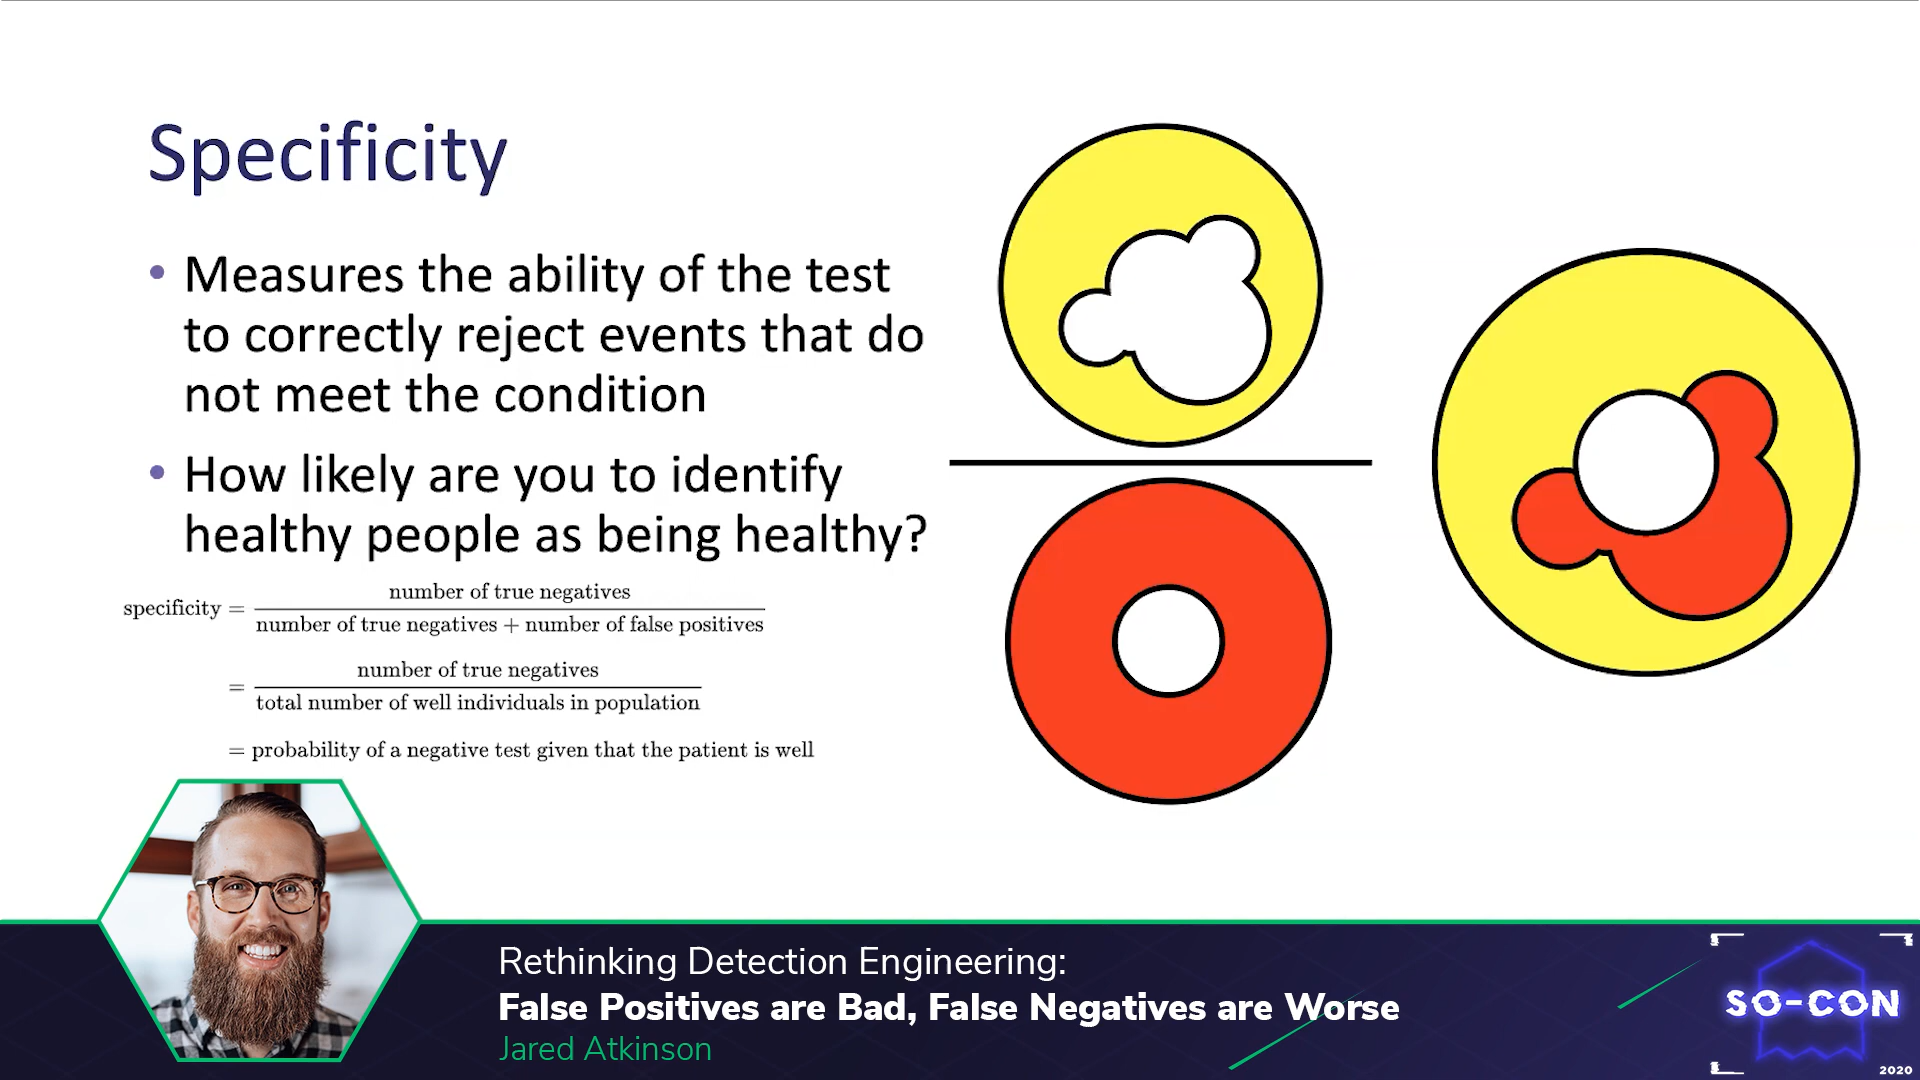 Specificity
• Measures the ability of the test
to correctly reject events that do
not meet the condition
• How likely are you to identify
healthy people as being healthy?
specificity = number of true negatives
number of true negatives + number of false positives
= number of true negatives
total number of well individuals in population
= probability of a negative test given that the patient is well
Rethinking Detection Engineering:
False Positives are Bad, False Negatives are Worse
Jared Atkinson
SO-CON
2020